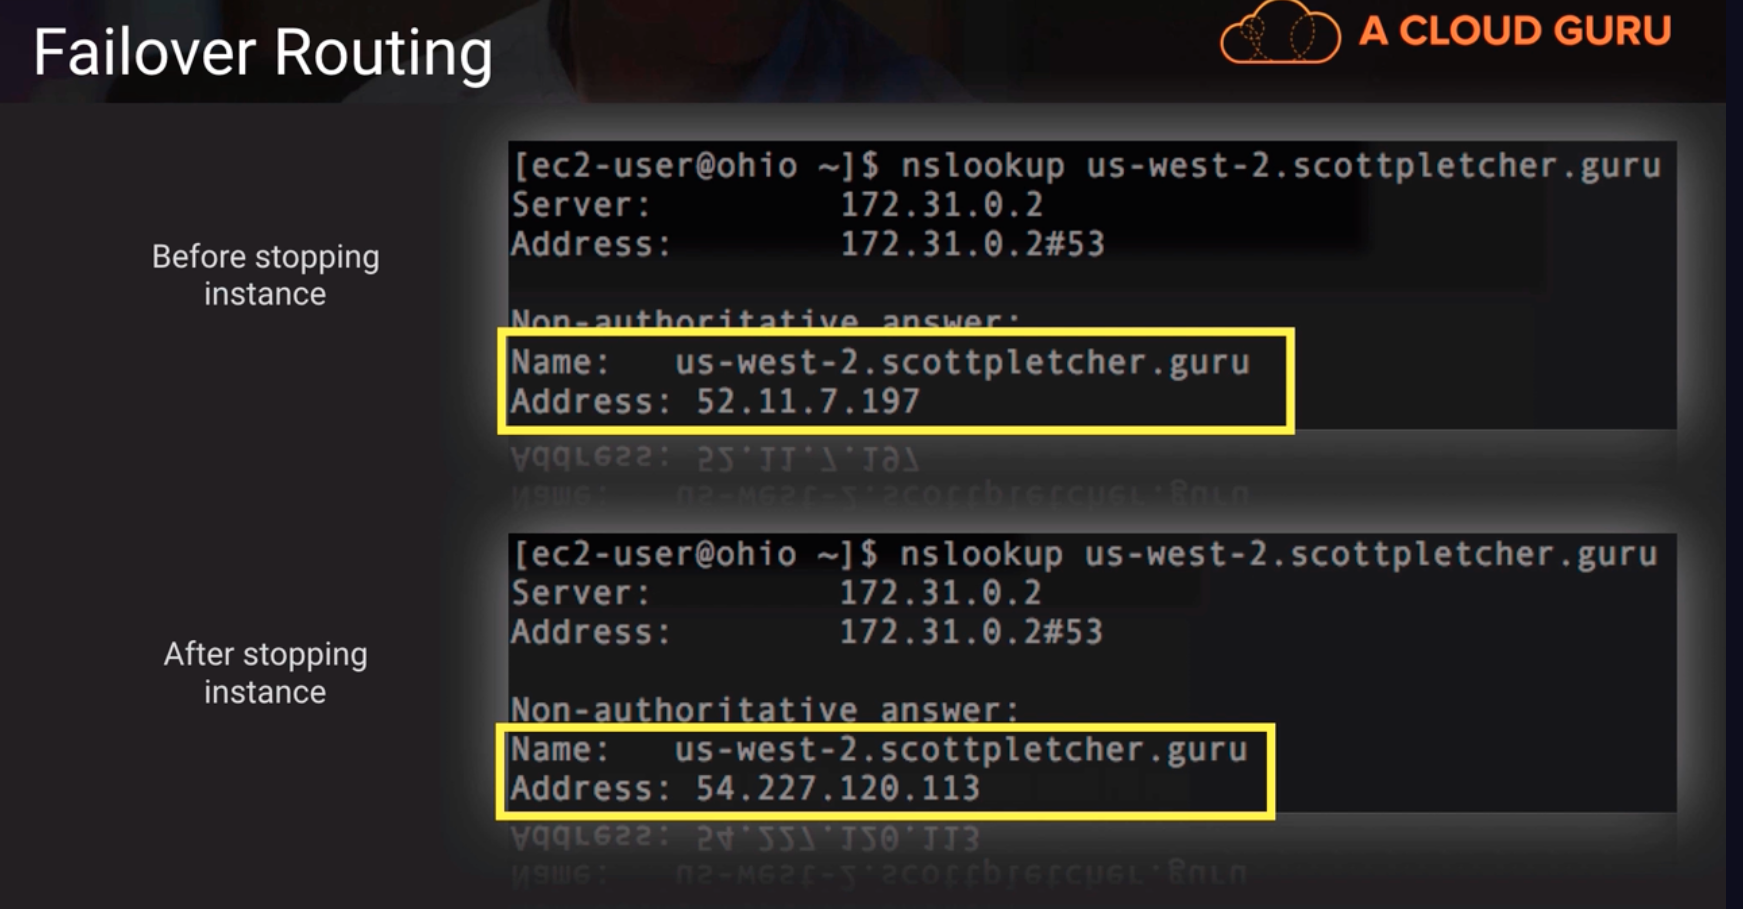 Failover Routing
A CLOUD GURU
Before stopping
instance
[ec2-user@ohio ~]$ nslookup us-west-2.scottpletcher.guru
Server: 172.31.0.2
Address: 172.31.0.2#53
Non-authoritative answer:
Name: us-west-2.scottpletcher.guru
Address: 52.11.7.197
After stopping
instance
[ec2-user@ohio ~]$ nslookup us-west-2.scottpletcher.guru
Server: 172.31.0.2
Address: 172.31.0.2#53
Non-authoritative answer:
Name: us-west-2.scottpletcher.guru
Address: 54.227.120.113